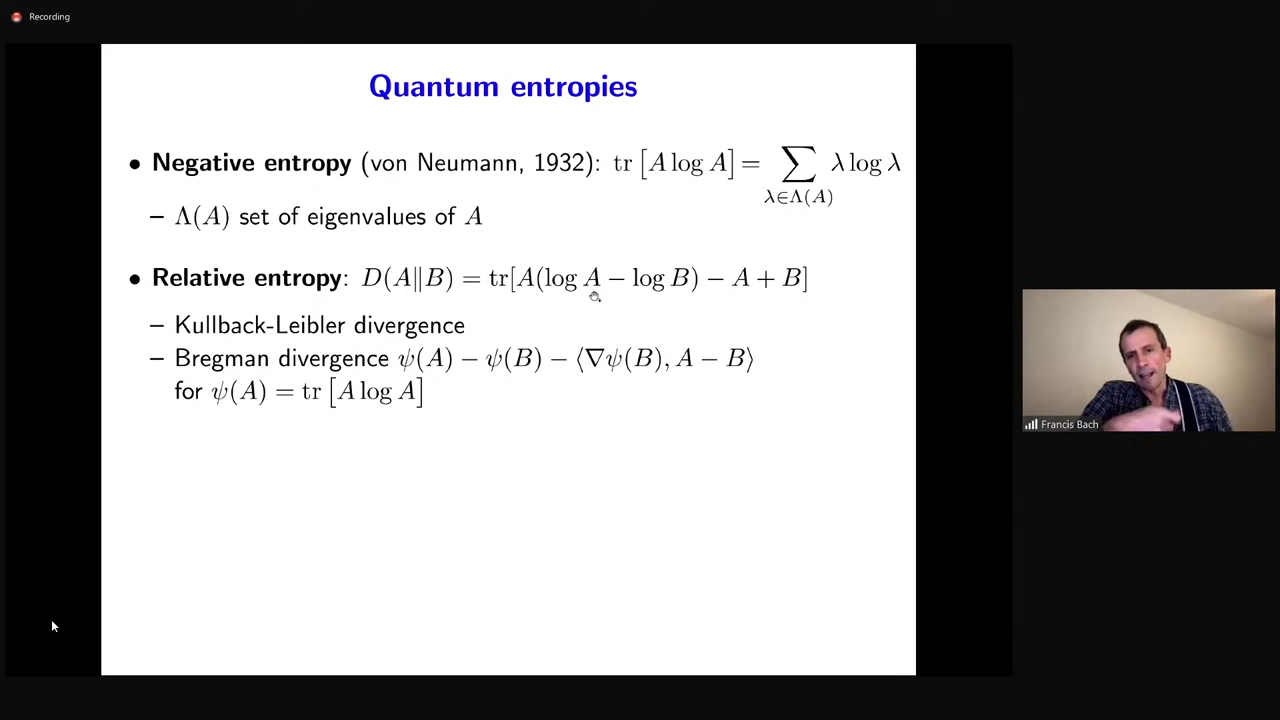 Recording
Quantum entropies
• Negative entropy (von Neumann, 1932): tr [A log A] = ∑ λ log λ
λ∈Λ(A)
– Λ(A) set of eigenvalues of A
• Relative entropy: D(A∥B) = tr[A(log A − log B) − A + B]
– Kullback-Leibler divergence
– Bregman divergence ψ(A) − ψ(B) − ⟨∇ψ(B), A − B⟩
for ψ(A) = tr [A log A]
Francis Bach